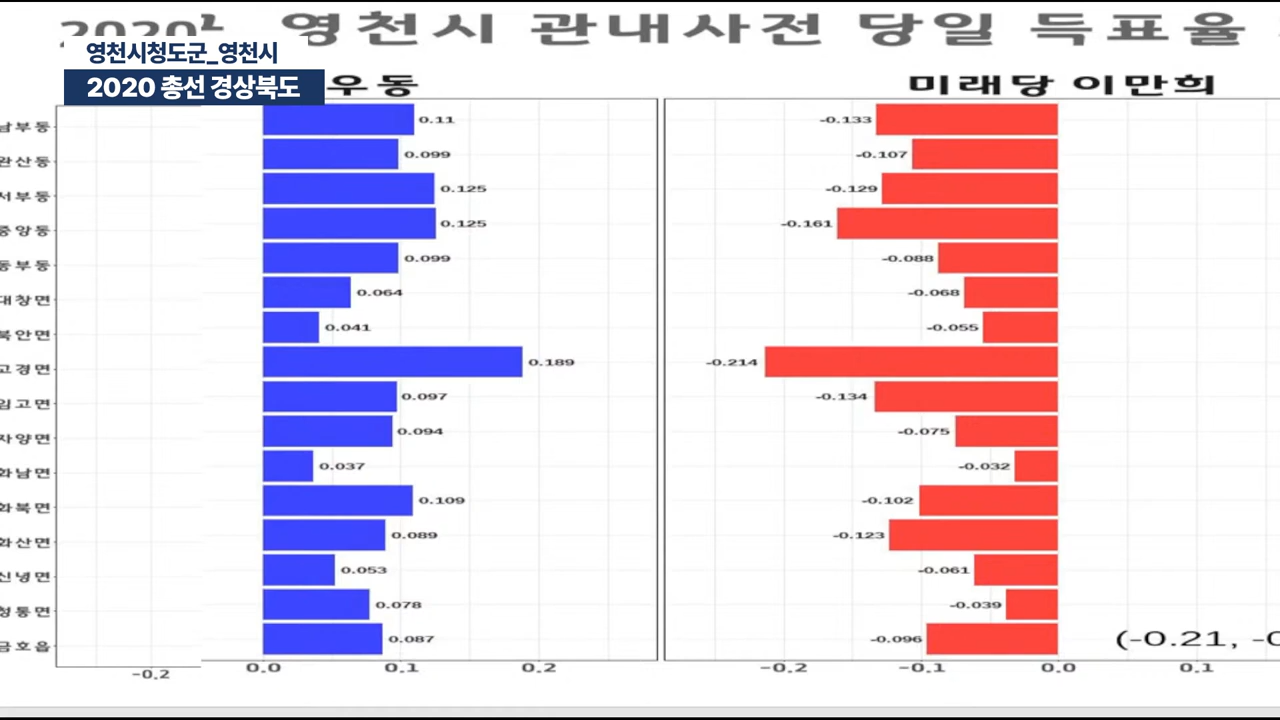 영천시 관내사전 당일 득표율
영천시청도군_영천시
2020 총선 경상북도
우동
미래당 이만희
남부동 0.11 -0.133
완산동 0.099 -0.107
서부동 0.125 -0.129
중앙동 0.125 -0.161
동부동 0.099 -0.088
대창면 0.064 -0.068
북안면 0.041 -0.055
고경면 0.189 -0.214
임고면 0.097 -0.134
자양면 0.094 -0.075
화남면 0.037 -0.032
화북면 0.109 -0.102
화산면 0.089 -0.123
신녕면 0.053 -0.061
청통면 0.078 -0.039
금호읍 0.087 -0.096
(-0.21,
-0.2 0.0 0.1 0.2 -0.2 -0.1 0.0 0.1